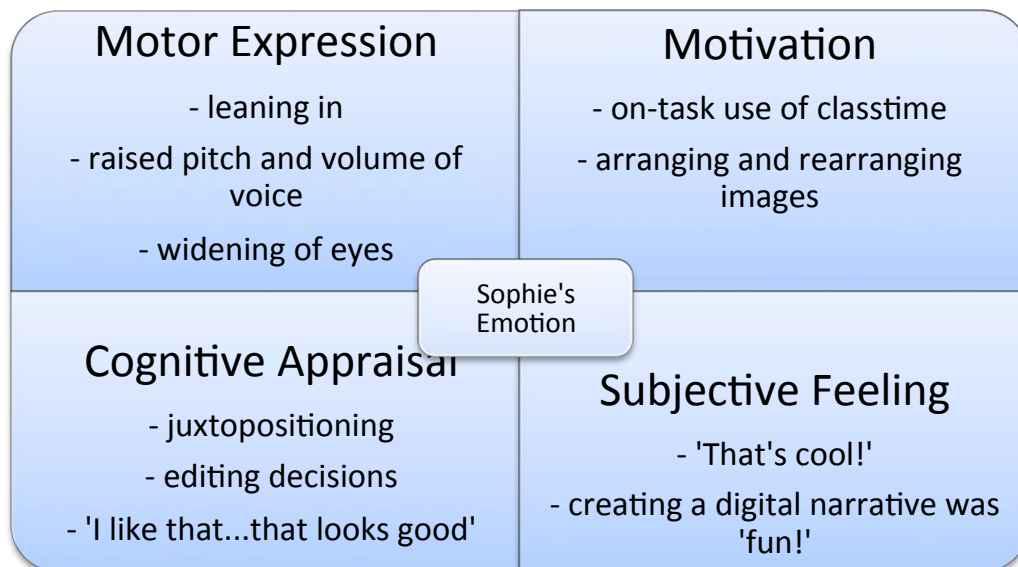 Motor Expression
- leaning in
- raised pitch and volume of
voice
- widening of eyes
Motivation
- on-task use of classtime
- arranging and rearranging
images
Sophie's
Emotion
Cognitive Appraisal
- juxtopositioning
- editing decisions
- 'I like that...that looks good'
Subjective Feeling
- 'That's cool!'
- creating a digital narrative was
'fun!'